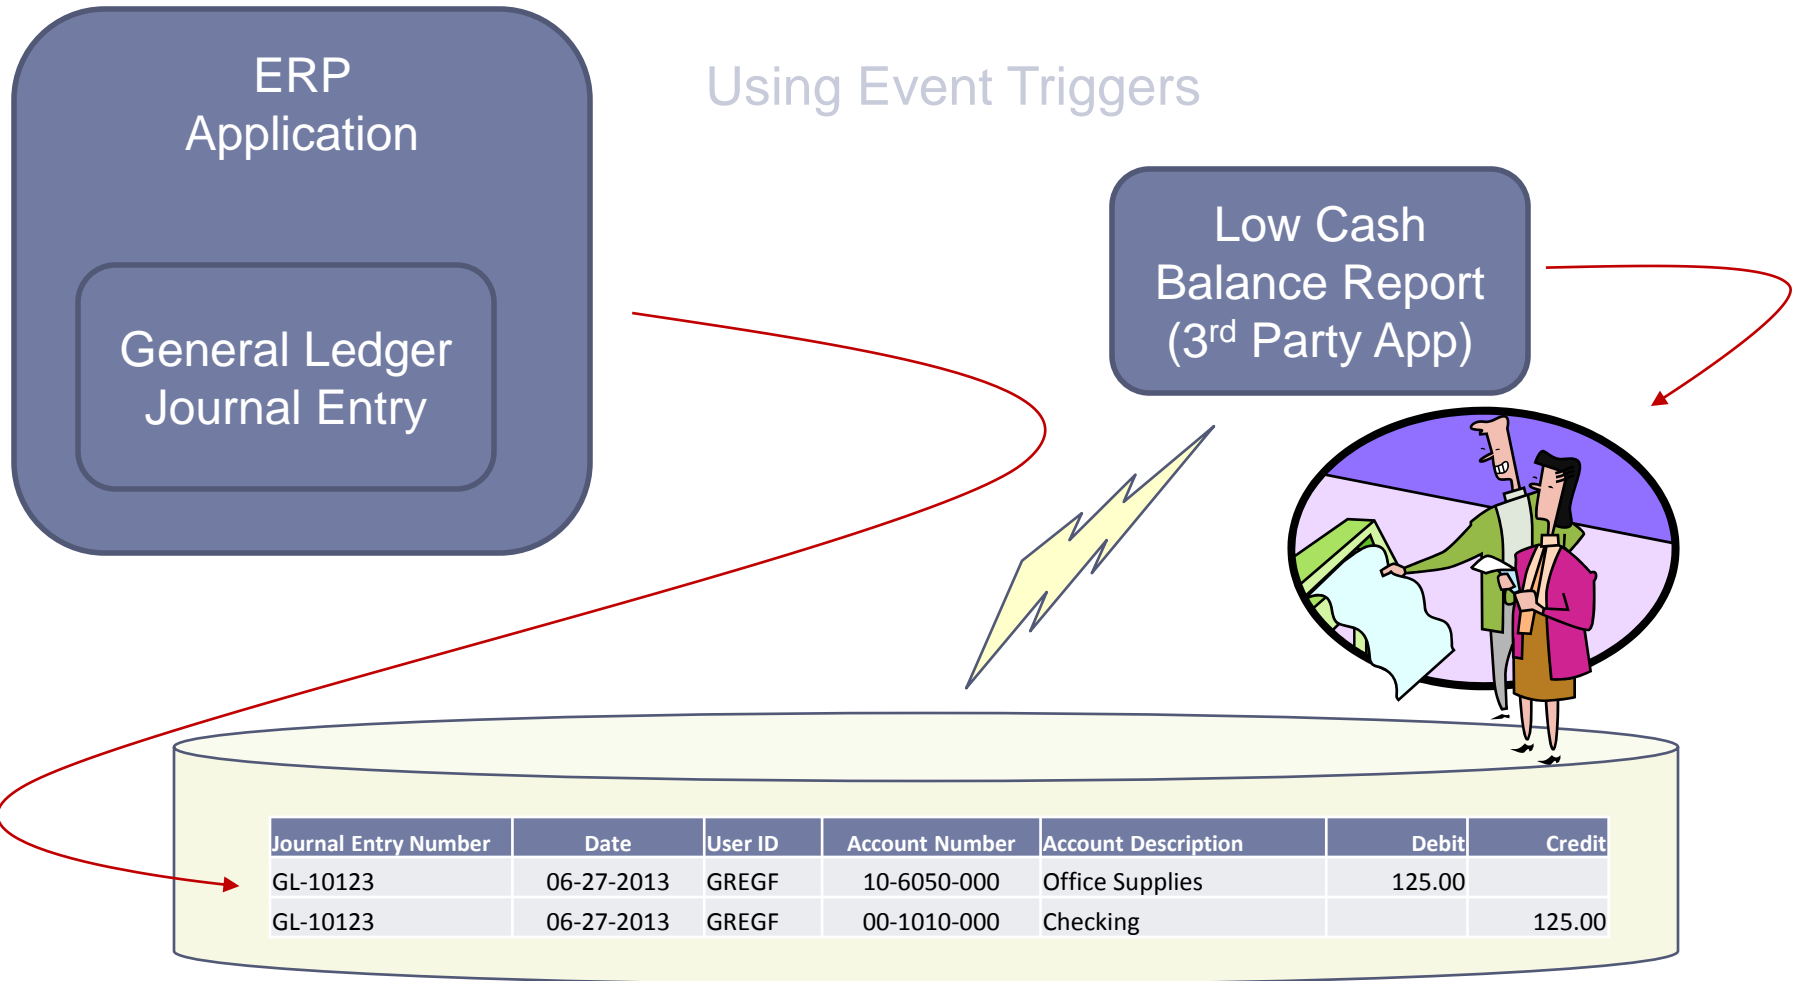 Using Event Triggers
ERP
Application
General Ledger
Journal Entry
Low Cash
Balance Report
(3rd Party App)
Journal Entry Number Date User ID Account Number Account Description Debit Credit
GL-10123 06-27-2013 GREGF 10-6050-000 Office Supplies 125.00
GL-10123 06-27-2013 GREGF 00-1010-000 Checking 125.00